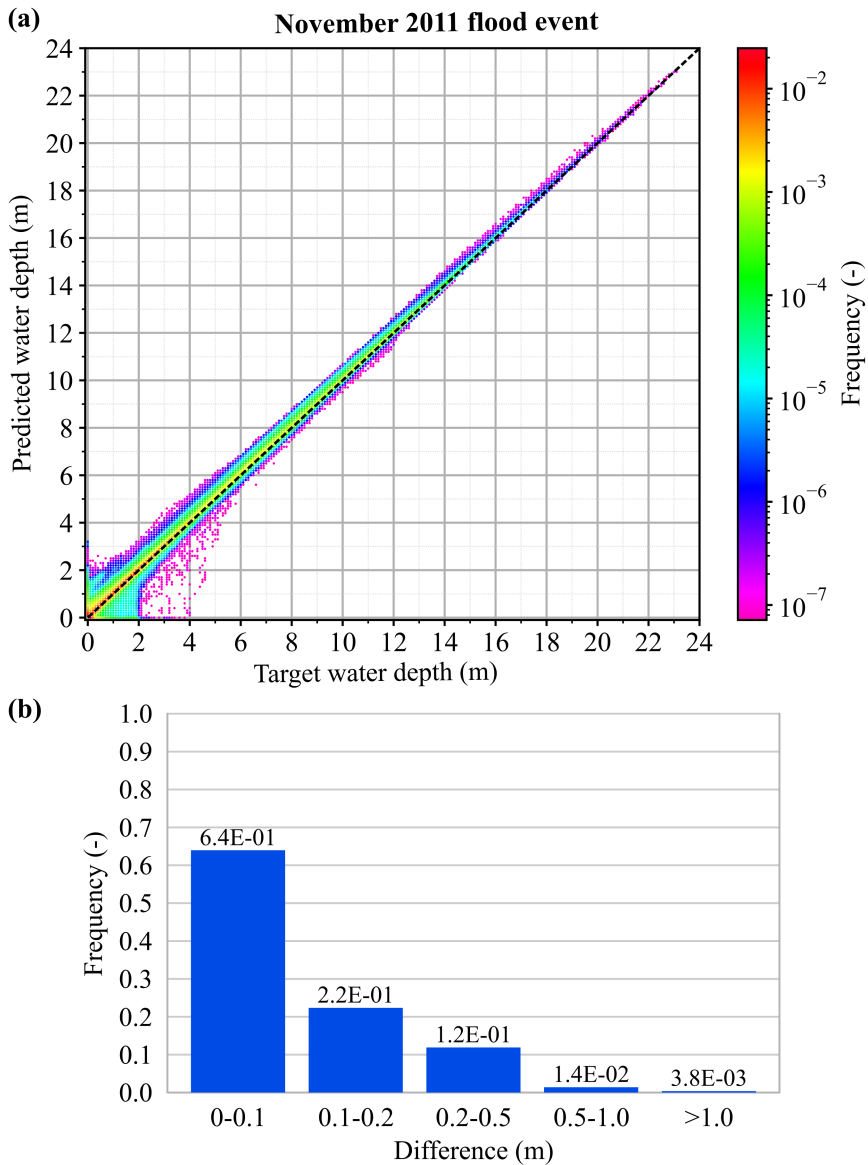 (a)
November 2011 flood event
24
22
20
18
16
14
12
10
8
6
4
2
0
Predicted water depth (m)
0 2 4 6 8 10 12 14 16 18 20 22 24
Target water depth (m)
10⁻²
10⁻³
10⁻⁴
10⁻⁵
10⁻⁶
10⁻⁷
Frequency (-)
(b)
1.0
0.9
0.8
0.7
0.6
0.5
0.4
0.3
0.2
0.1
0.0
Frequency (-)
6.4E-01
2.2E-01
1.2E-01
1.4E-02
3.8E-03
0-0.1 0.1-0.2 0.2-0.5 0.5-1.0 >1.0
Difference (m)